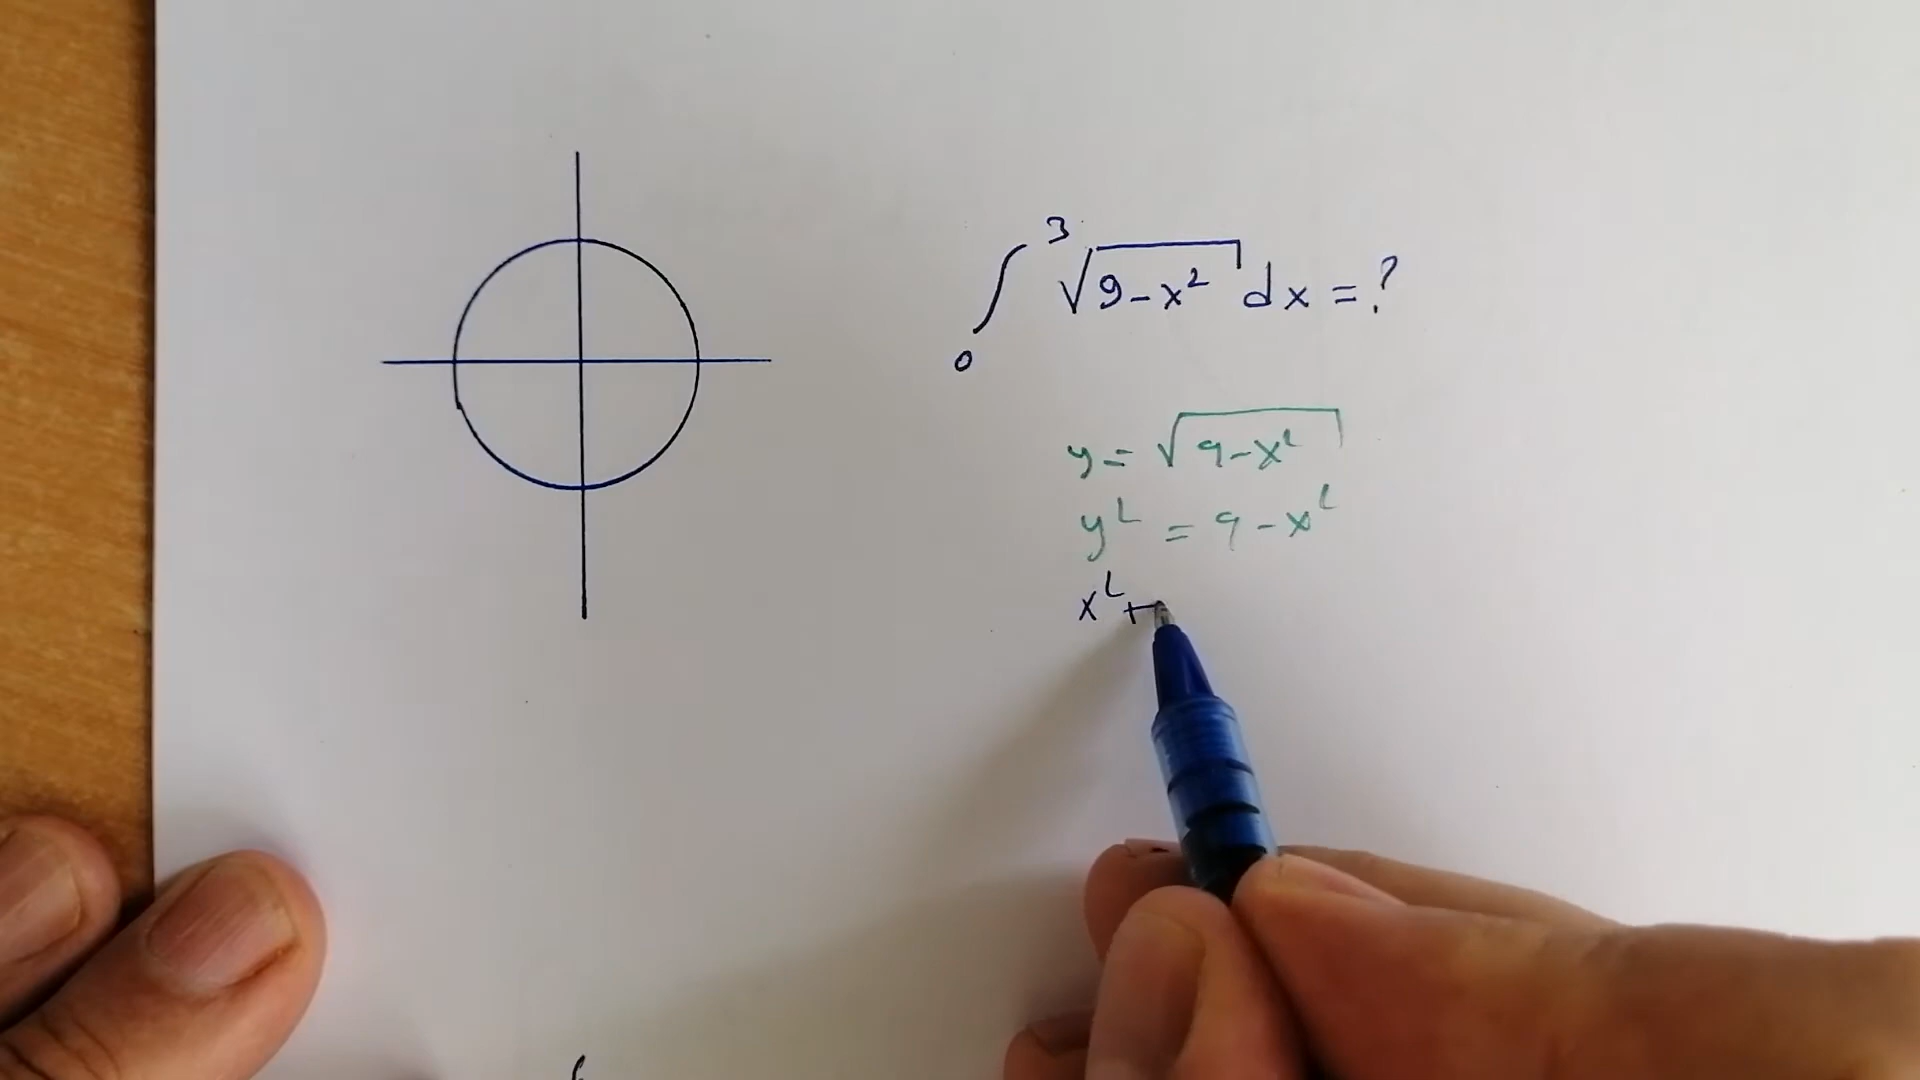 ∫₀³ √(9-x²) dx = ?
y = √(9-x²)
y² = 9-x²
x² +